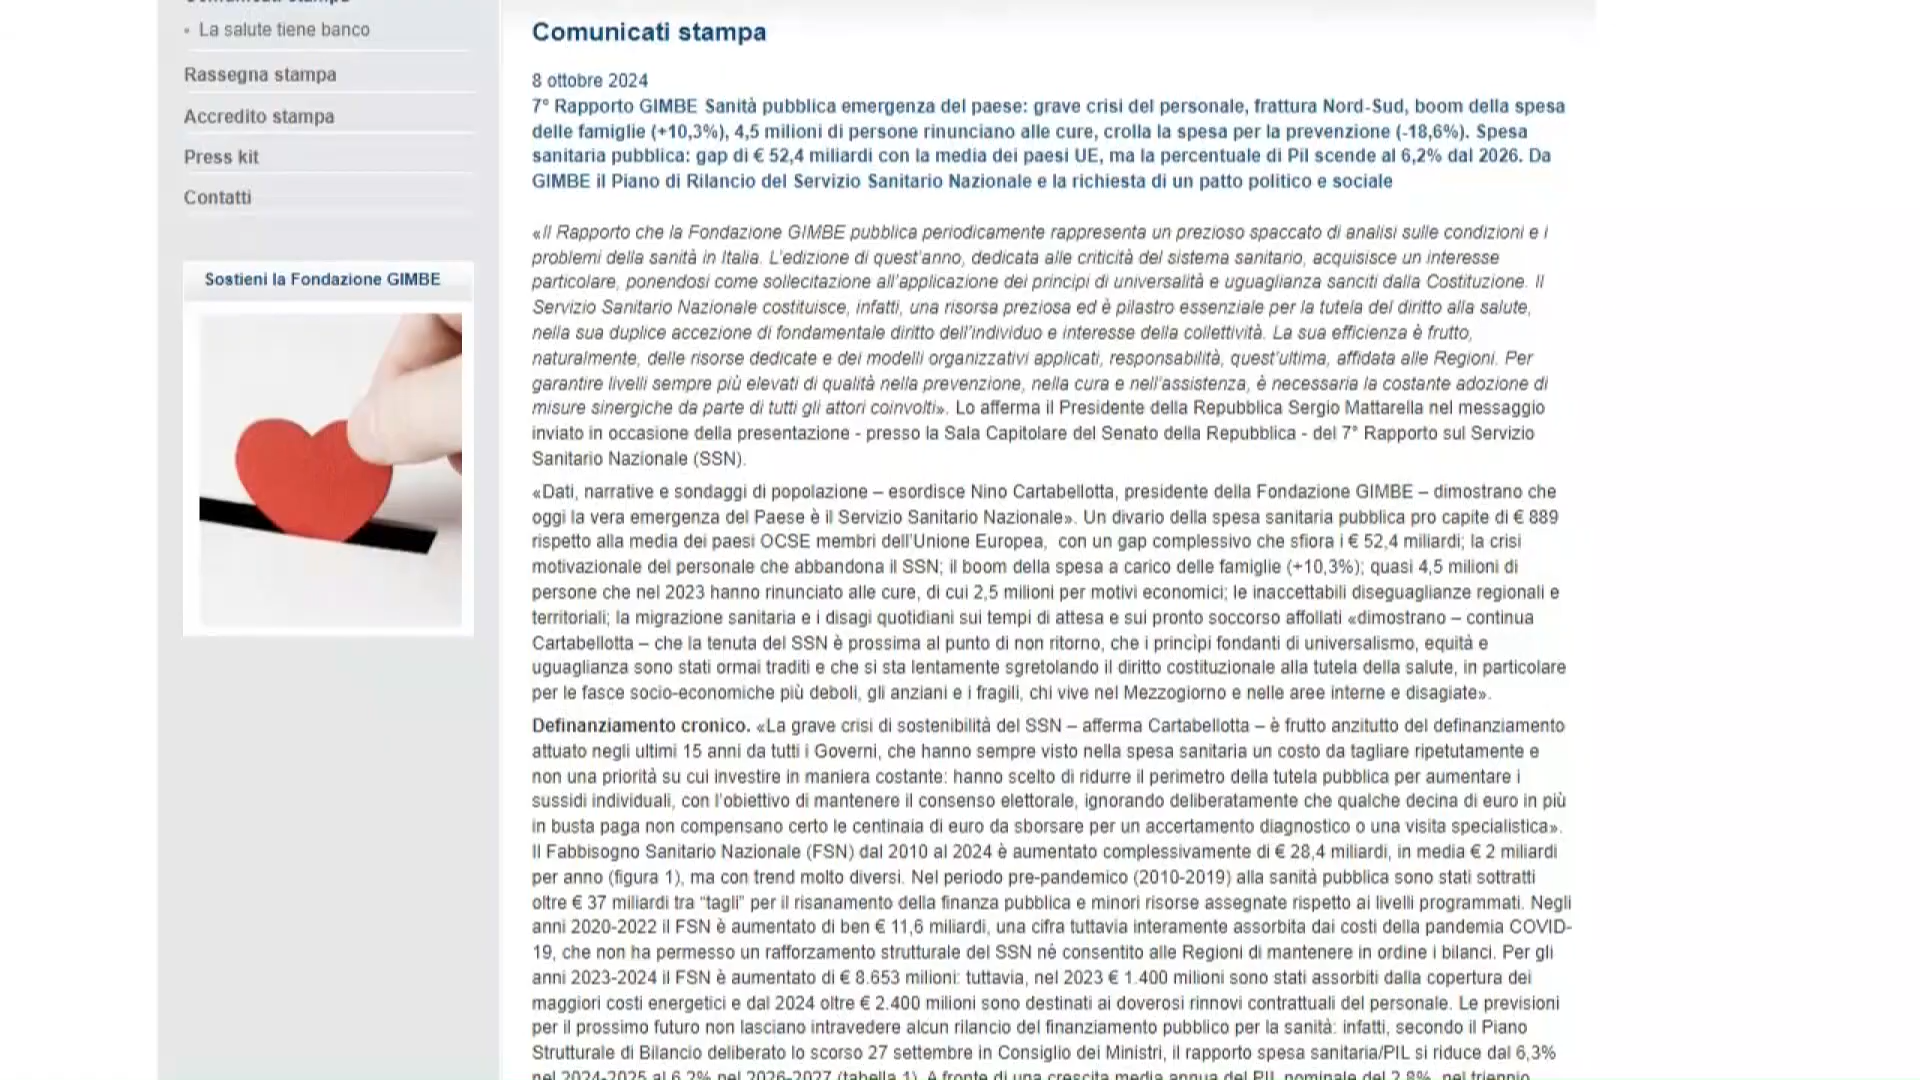 La salute tiene banco
Rassegna stampa
Accredito stampa
Press kit
Contatti
Sostieni la Fondazione GIMBE
Comunicati stampa
8 ottobre 2024
7° Rapporto GIMBE Sanità pubblica emergenza del paese: grave crisi del personale, frattura Nord-Sud, boom della spesa
delle famiglie (+10,3%), 4,5 milioni di persone rinunciano alle cure, crolla la spesa per la prevenzione (-18,6%). Spesa
sanitaria pubblica: gap di € 52,4 miliardi con la media dei paesi UE, ma la percentuale di Pil scende al 6,2% dal 2026. Da
GIMBE il Piano di Rilancio del Servizio Sanitario Nazionale e la richiesta di un patto politico e sociale
«Il Rapporto che la Fondazione GIMBE pubblica periodicamente rappresenta un prezioso spaccato di analisi sulle condizioni e i
problemi della sanità in Italia. L'edizione di quest'anno, dedicata alle criticità del sistema sanitario, acquisisce un interesse
particolare, ponendosi come sollecitazione all'applicazione dei principi di universalità e uguaglianza sanciti dalla Costituzione. Il
Servizio Sanitario Nazionale costituisce, infatti, una risorsa preziosa ed è pilastro essenziale per la tutela del diritto alla salute,
nella sua duplice accezione di fondamentale diritto dell'individuo e interesse della collettività. La sua efficienza è frutto,
naturalmente, delle risorse dedicate e dei modelli organizzativi applicati, responsabilità, quest'ultima, affidata alle Regioni. Per
garantire livelli sempre più elevati di qualità nella prevenzione, nella cura e nell'assistenza, è necessaria la costante adozione di
misure sinergiche da parte di tutti gli attori coinvolti». Lo afferma il Presidente della Repubblica Sergio Mattarella nel messaggio
inviato in occasione della presentazione - presso la Sala Capitolare del Senato della Repubblica - del 7° Rapporto sul Servizio
Sanitario Nazionale (SSN).
«Dati, narrative e sondaggi di popolazione – esordisce Nino Cartabellotta, presidente della Fondazione GIMBE – dimostrano che
oggi la vera emergenza del Paese è il Servizio Sanitario Nazionale». Un divario della spesa sanitaria pubblica pro capite di € 889
rispetto alla media dei paesi OCSE membri dell'Unione Europea, con un gap complessivo che sfiora i € 52,4 miliardi; la crisi
motivazionale del personale che abbandona il SSN; il boom della spesa a carico delle famiglie (+10,3%); quasi 4,5 milioni di
persone che nel 2023 hanno rinunciato alle cure, di cui 2,5 milioni per motivi economici; le inaccettabili diseguaglianze regionali e
territoriali; la migrazione sanitaria e i disagi quotidiani sui tempi di attesa e sui pronto soccorso affollati «dimostrano – continua
Cartabellotta – che la tenuta del SSN è prossima al punto di non ritorno, che i princìpi fondanti di universalismo, equità e
uguaglianza sono stati ormai traditi e che si sta lentamente sgretolando il diritto costituzionale alla tutela della salute, in particolare
per le fasce socio-economiche più deboli, gli anziani e i fragili, chi vive nel Mezzogiorno e nelle aree interne e disagiate».
Definanziamento cronico. «La grave crisi di sostenibilità del SSN – afferma Cartabellotta – è frutto anzitutto del definanziamento
attuato negli ultimi 15 anni da tutti i Governi, che hanno sempre visto nella spesa sanitaria un costo da tagliare ripetutamente e
non una priorità su cui investire in maniera costante: hanno scelto di ridurre il perimetro della tutela pubblica per aumentare i
sussidi individuali, con l'obiettivo di mantenere il consenso elettorale, ignorando deliberatamente che qualche decina di euro in più
in busta paga non compensano certo le centinaia di euro da sborsare per un accertamento diagnostico o una visita specialistica».
Il Fabbisogno Sanitario Nazionale (FSN) dal 2010 al 2024 è aumentato complessivamente di € 28,4 miliardi, in media € 2 miliardi
per anno (figura 1), ma con trend molto diversi. Nel periodo pre-pandemico (2010-2019) alla sanità pubblica sono stati sottratti
oltre € 37 miliardi tra "tagli" per il risanamento della finanza pubblica e minori risorse assegnate rispetto ai livelli programmati. Negli
anni 2020-2022 il FSN è aumentato di ben € 11,6 miliardi, una cifra tuttavia interamente assorbita dai costi della pandemia COVID-
19, che non ha permesso un rafforzamento strutturale del SSN né consentito alle Regioni di mantenere in ordine i bilanci. Per gli
anni 2023-2024 il FSN è aumentato di € 8.653 milioni: tuttavia, nel 2023 € 1.400 milioni sono stati assorbiti dalla copertura dei
maggiori costi energetici e dal 2024 oltre € 2.400 milioni sono destinati ai doverosi rinnovi contrattuali del personale. Le previsioni
per il prossimo futuro non lasciano intravedere alcun rilancio del finanziamento pubblico per la sanità: infatti, secondo il Piano
Strutturale di Bilancio deliberato lo scorso 27 settembre in Consiglio dei Ministri, il rapporto spesa sanitaria/PIL si riduce dal 6,3%
nel 2024-2025 al 6,2% nel 2026-2027 (tabella 1). A fronte di una crescita media annua del PIL nominale del 2,8%, nel triennio